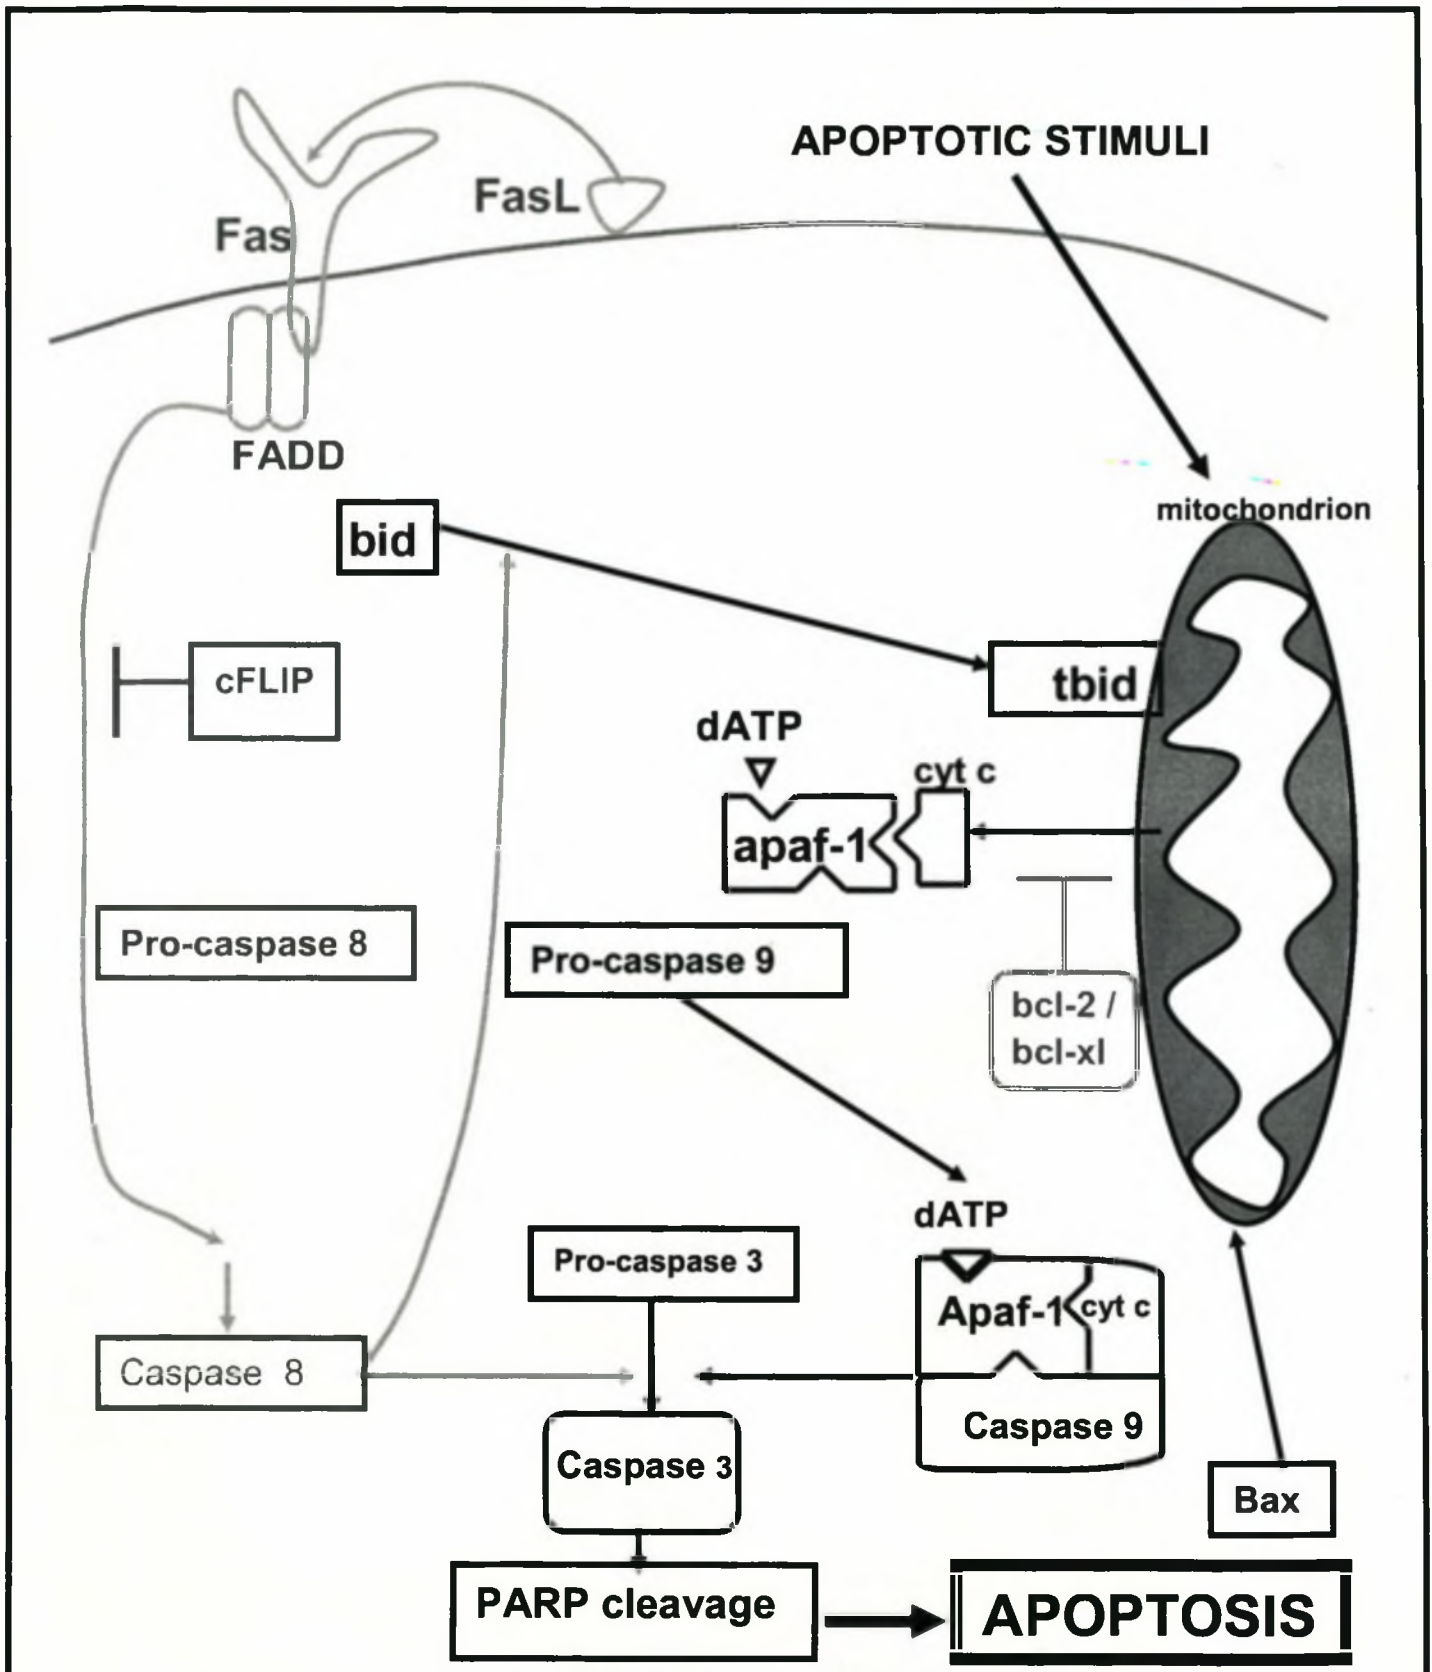 APOPTOTIC STIMULI
FasL
Fas
FADD
mitochondrion
bid
cFLIP
tbid
dATP
cyt c
apaf-1
Pro-caspase 8
Pro-caspase 9
bcl-2 /
bcl-xl
dATP
Pro-caspase 3
Apaf-1
cyt c
Caspase 8
Caspase 9
Caspase 3
Bax
PARP cleavage
APOPTOSIS